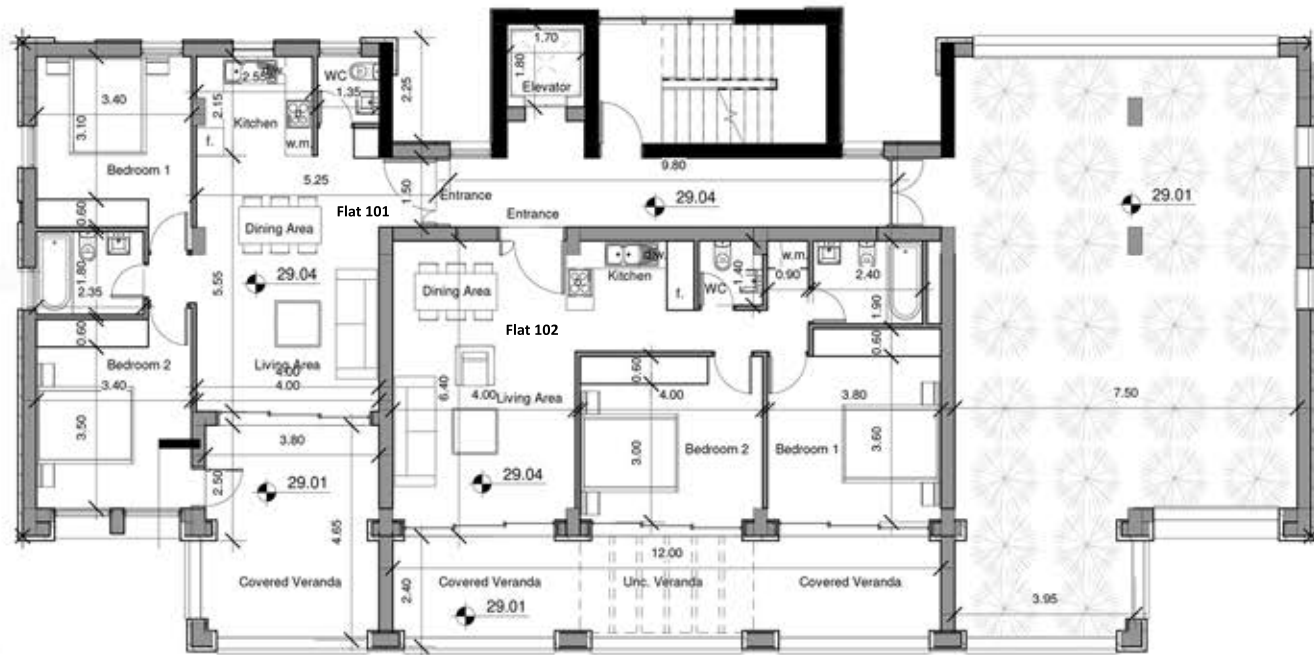 1.70
1.80
Elevator
WC
2.55
1.35
2.25
3.40
2.15
3.10
Kitchen
f.
w.m.
Bedroom 1
9.80
5.25
1.50
Entrance
29.04
29.01
Flat 101
Entrance
0.60
Dining Area
1.80
2.35
5.55
29.04
Kitchen
d.w.
w.m.
0.90
1.40
WC
2.40
1.90
Dining Area
f.
Flat 102
0.60
Bedroom 2
3.40
Living Area
4.00
4.00
6.40
4.00
Living Area
0.60
4.00
0.60
3.80
7.50
3.50
3.80
3.00
Bedroom 2
Bedroom 1
3.60
2.50
29.01
29.04
4.65
12.00
Covered Veranda
2.40
Covered Veranda
Unc. Veranda
Covered Veranda
29.01
3.95